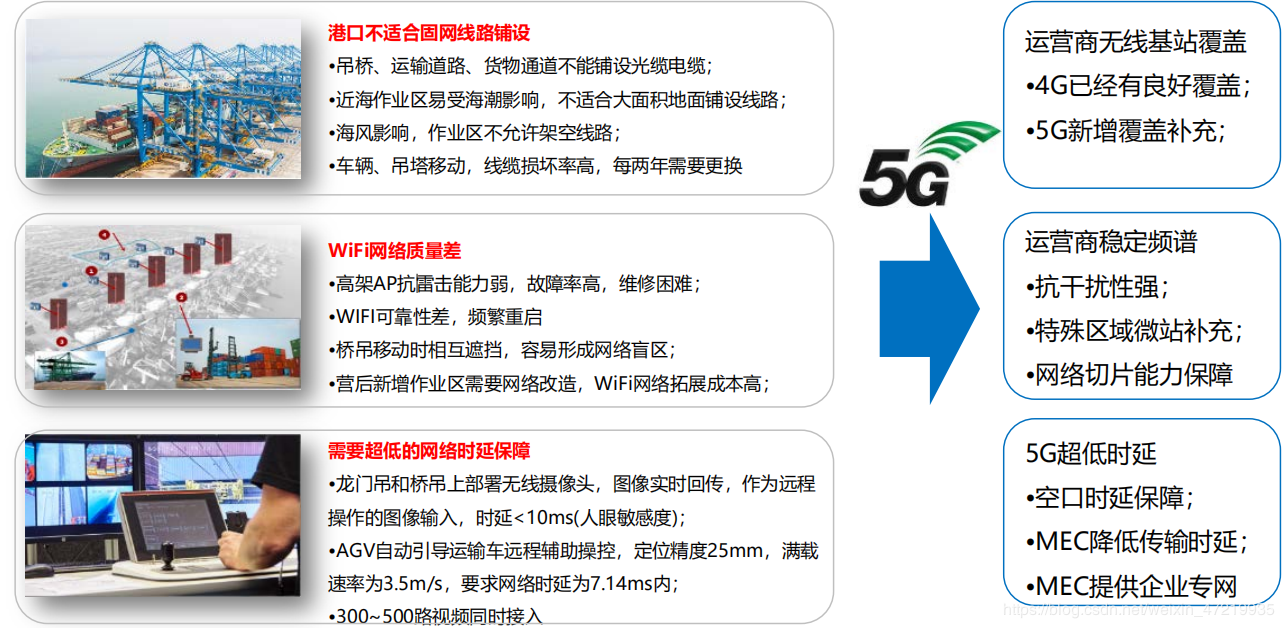 港口不适合固网线路铺设
•吊桥、运输道路、货物通道不能铺设光缆电缆；
•近海作业区易受海潮影响，不适合大面积地面铺设线路；
•海风影响，作业区不允许架空线路；
•车辆、吊塔移动，线缆损坏率高，每两年需要更换
WiFi网络质量差
•高架AP抗雷击能力弱，故障率高，维修困难；
•WIFI可靠性差，频繁重启
•桥吊移动时相互遮挡，容易形成网络盲区；
•营后新增作业区需要网络改造，WiFi网络拓展成本高；
需要超低的网络时延保障
•龙门吊和桥吊上部署无线摄像头，图像实时回传，作为远程
操作的图像输入，时延<10ms(人眼敏感度)；
•AGV自动引导运输车远程辅助操控，定位精度25mm，满载
速率为3.5m/s，要求网络时延为7.14ms内；
•300~500路视频同时接入
5G
运营商无线基站覆盖
•4G已经有良好覆盖；
•5G新增覆盖补充；
运营商稳定频谱
•抗干扰性强；
•特殊区域微站补充；
•网络切片能力保障
5G超低时延
•空口时延保障；
•MEC降低传输时延；
•MEC提供企业专网
https://blog.csdn.net/weixin_47219935